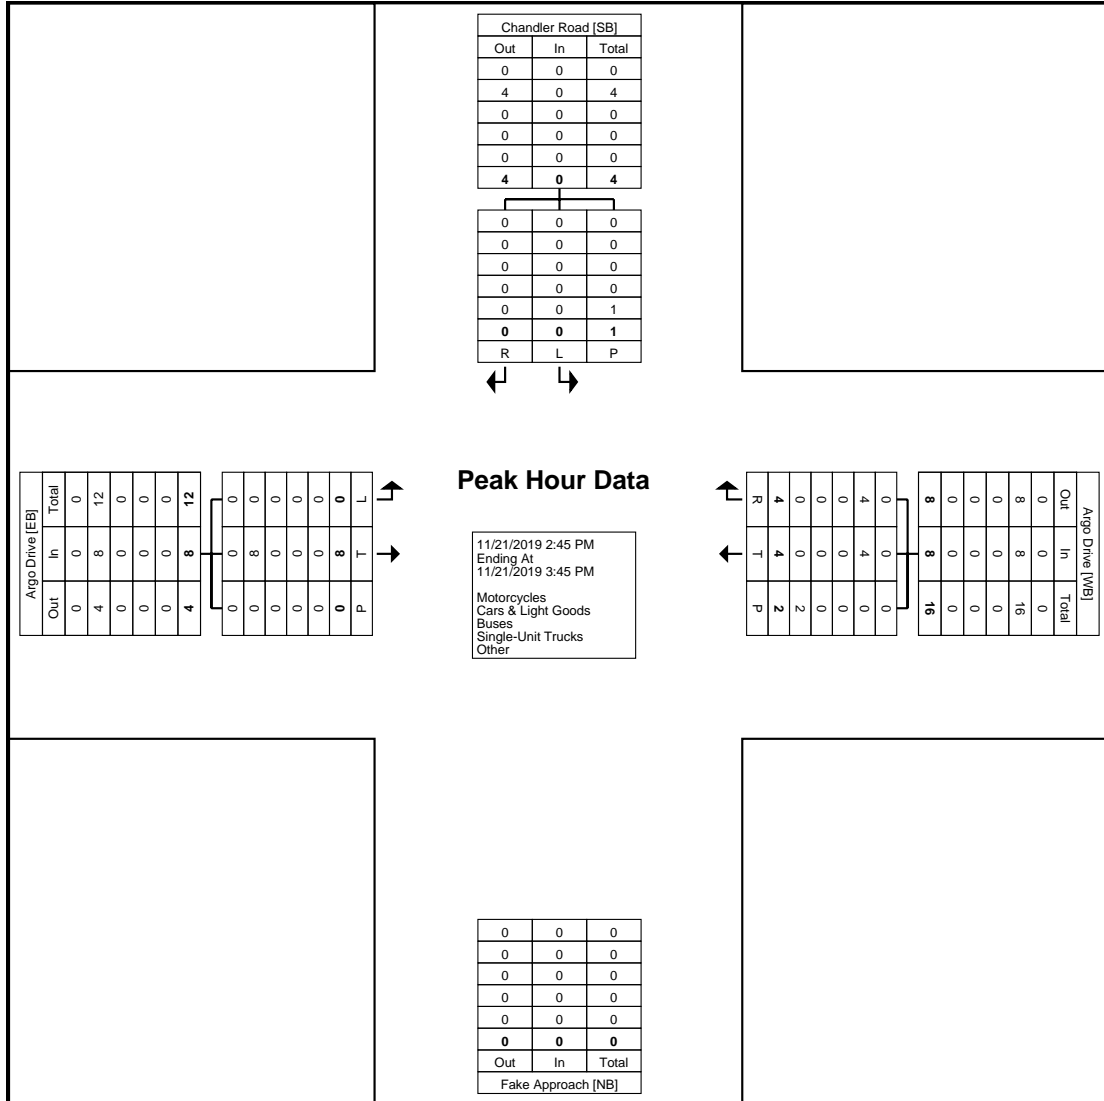 Chandler Road [SB]
Out In Total
0 0 0
4 0 4
0 0 0
0 0 0
0 0 0
4 0 4
0 0 0
0 0 0
0 0 0
0 0 0
0 0 1
0 0 1
R L P
Argo Drive [EB]
Out In Total
0 0 0
4 8 12
0 0 0
0 0 0
0 0 0
4 8 12
0 0 0
0 8 0
0 0 0
0 0 0
0 0 0
0 8 0
P T L
Peak Hour Data
11/21/2019 2:45 PM
Ending At
11/21/2019 3:45 PM
Motorcycles
Cars & Light Goods
Buses
Single-Unit Trucks
Other
Argo Drive [WB]
Out In Total
0 0 0
8 8 16
0 0 0
0 0 0
0 0 0
8 8 16
0 0 0
4 4 0
0 0 0
0 0 0
0 0 2
4 4 2
R T P
0 0 0
0 0 0
0 0 0
0 0 0
0 0 0
0 0 0
Out In Total
Fake Approach [NB]